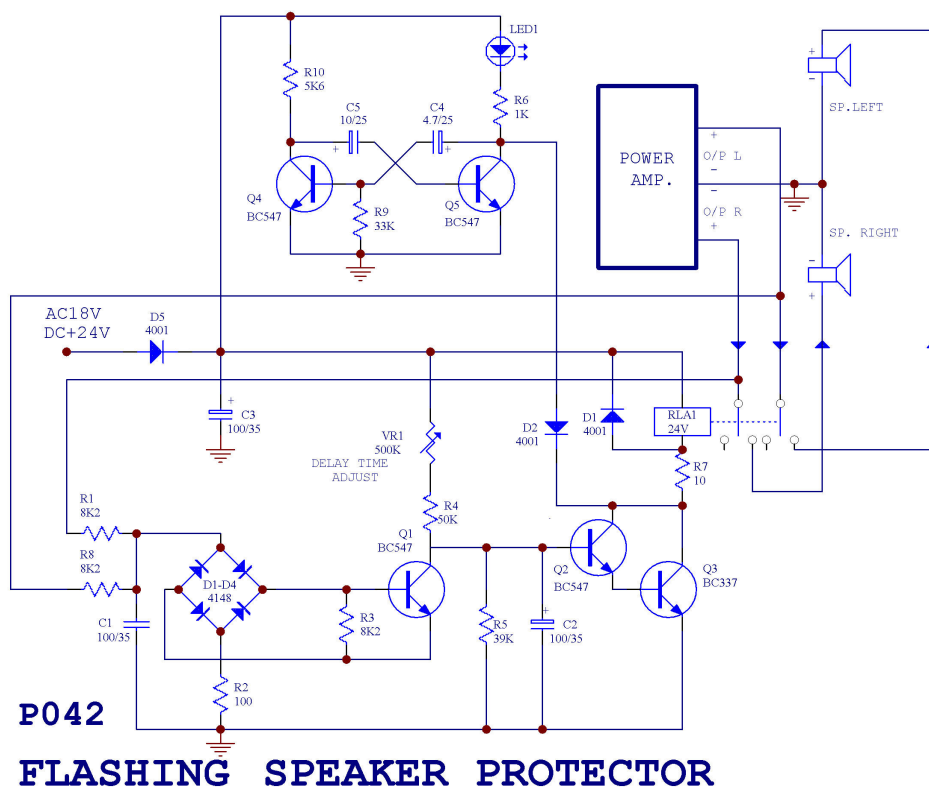 LED1
R10
5K6
C5
10/25
+
C4
4.7/25
+
R6
1K
Q4
BC547
R9
33K
Q5
BC547
POWER
AMP.
+
O/P L
-
-
O/P R
+
+
-
SP.LEFT
SP. RIGHT
-
+
AC18V
DC+24V
D5
4001
+
C3
100/35
VR1
500K
DELAY TIME
ADJUST
D2
4001
D1
4001
RLA1
24V
R7
10
R4
50K
R1
8K2
R8
8K2
C1
100/35
D1-D4
4148
R3
8K2
Q1
BC547
Q2
BC547
Q3
BC337
R5
39K
+
C2
100/35
R2
100
P042
FLASHING SPEAKER PROTECTOR